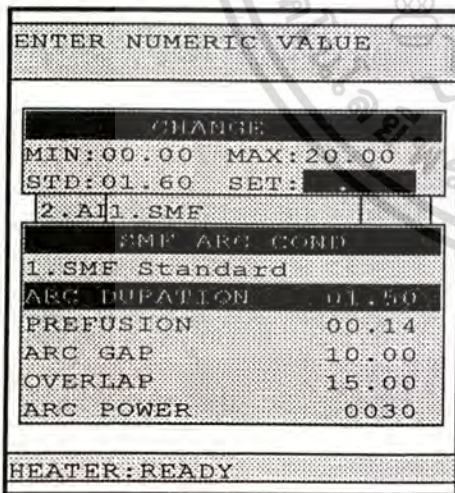 ENTER NUMERIC VALUE
CHANGE
MIN:00.00 MAX:20.00
STD:01.60 SET: .
2.AI 1.SMF
SMF ARC COND
1.SMF Standard
ARC DURATION 01.50
PREFUSION 00.14
ARC GAP 10.00
OVERLAP 15.00
ARC POWER 0030
HEATER:READY